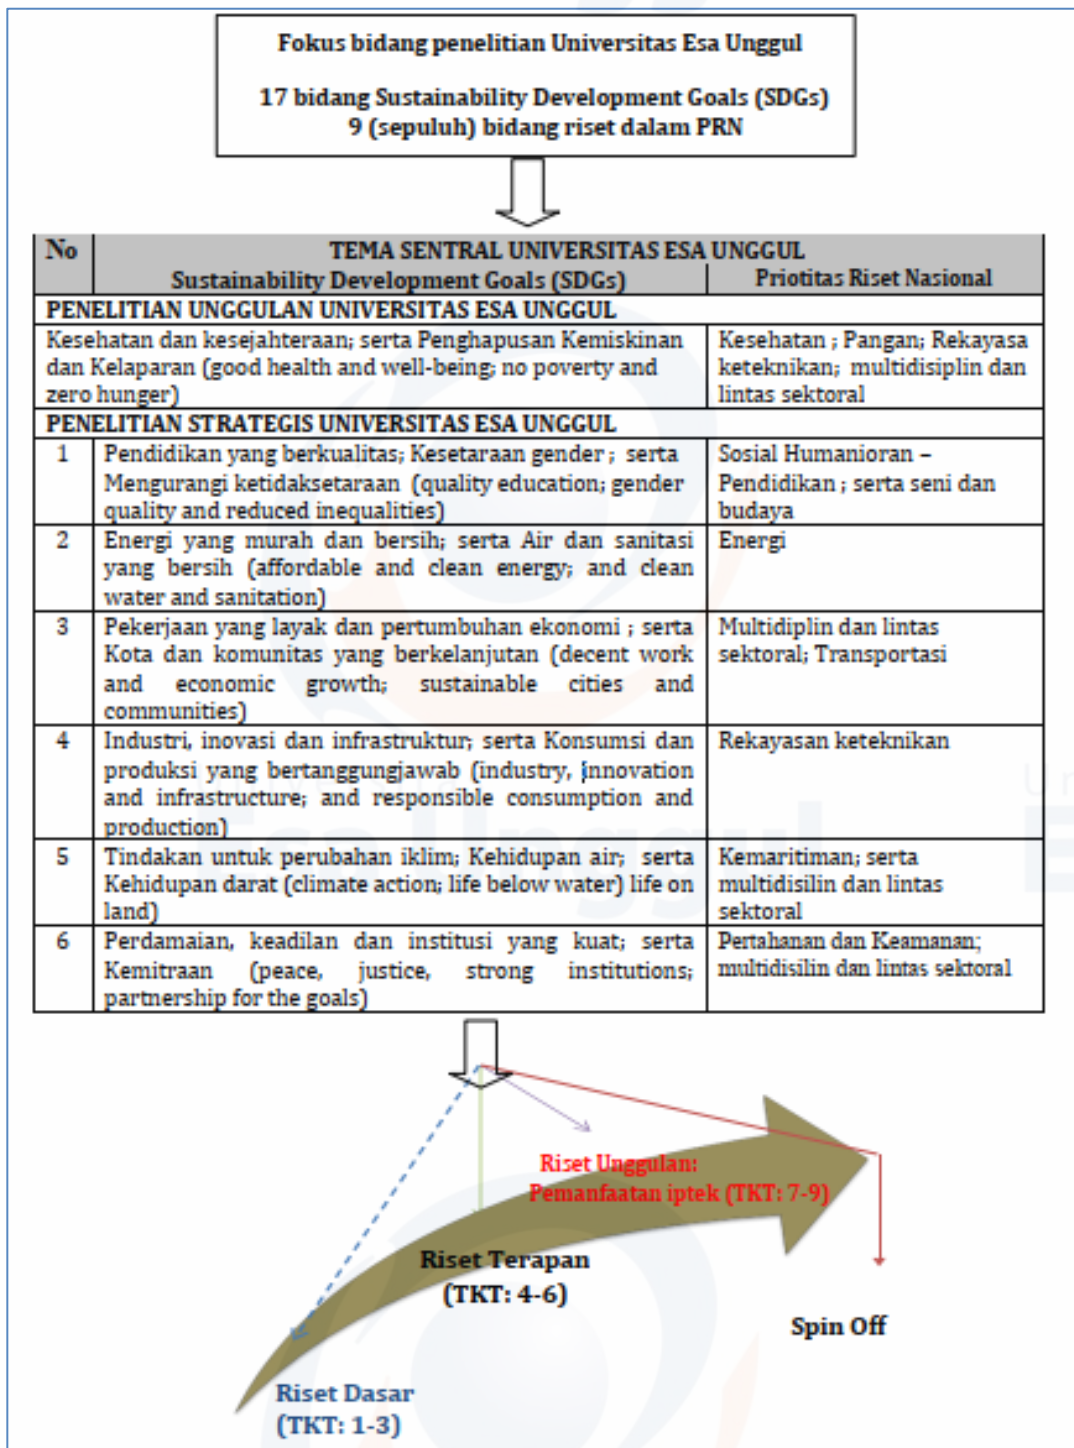 Fokus bidang penelitian Universitas Esa Unggul
17 bidang Sustainability Development Goals (SDGs)
9 (sepuluh) bidang riset dalam PRN
No
TEMA SENTRAL UNIVERSITAS ESA UNGGUL
Sustainability Development Goals (SDGs)
Priotitas Riset Nasional
PENELITIAN UNGGULAN UNIVERSITAS ESA UNGGUL
Kesehatan dan kesejahteraan; serta Penghapusan Kemiskinan
dan Kelaparan (good health and well-being; no poverty and
zero hunger)
Kesehatan ; Pangan; Rekayasa
keteknikan; multidisiplin dan
lintas sektoral
PENELITIAN STRATEGIS UNIVERSITAS ESA UNGGUL
1
Pendidikan yang berkualitas; Kesetaraan gender ; serta
Mengurangi ketidaksetaraan (quality education; gender
quality and reduced inequalities)
Sosial Humanioran –
Pendidikan ; serta seni dan
budaya
2
Energi yang murah dan bersih; serta Air dan sanitasi
yang bersih (affordable and clean energy; and clean
water and sanitation)
Energi
3
Pekerjaan yang layak dan pertumbuhan ekonomi ; serta
Kota dan komunitas yang berkelanjutan (decent work
and economic growth; sustainable cities and
communities)
Multidiplin dan lintas
sektoral; Transportasi
4
Industri, inovasi dan infrastruktur; serta Konsumsi dan
produksi yang bertanggungjawab (industry, innovation
and infrastructure; and responsible consumption and
production)
Rekayasan keteknikan
5
Tindakan untuk perubahan iklim; Kehidupan air; serta
Kehidupan darat (climate action; life below water) life on
land)
Kemaritiman; serta
multidisilin dan lintas
sektoral
6
Perdamaian, keadilan dan institusi yang kuat; serta
Kemitraan (peace, justice, strong institutions;
partnership for the goals)
Pertahanan dan Keamanan;
multidisilin dan lintas sektoral
Riset Unggulan:
Pemanfaatan iptek (TKT: 7-9)
Riset Terapan
(TKT: 4-6)
Spin Off
Riset Dasar
(TKT: 1-3)
Esa Unggul